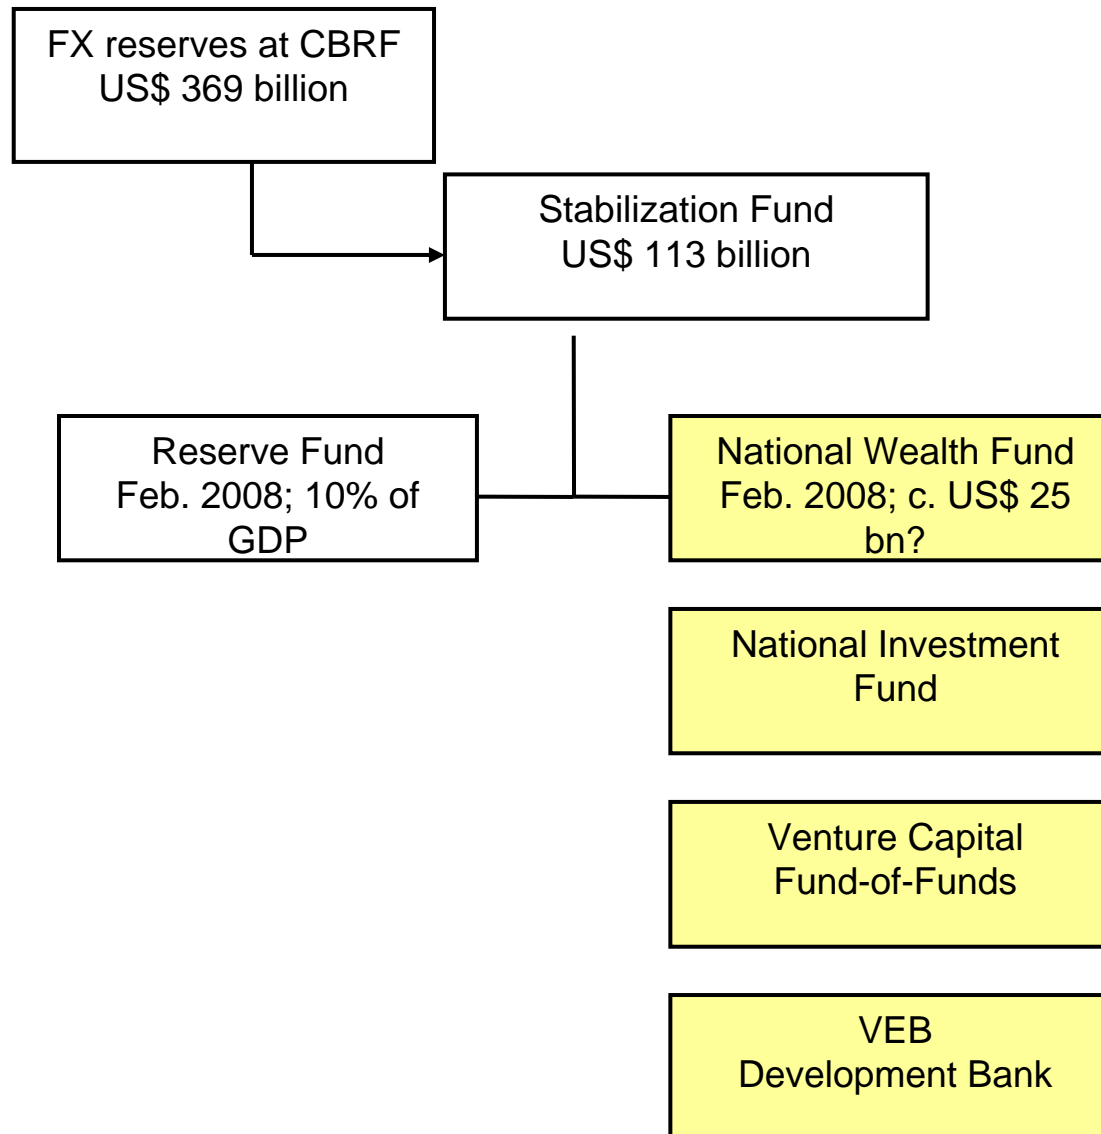 FX reserves at CBRF
US$ 369 billion
Stabilization Fund
US$ 113 billion
Reserve Fund
Feb. 2008; 10% of
GDP
National Wealth Fund
Feb. 2008; c. US$ 25
bn?
National Investment
Fund
Venture Capital
Fund-of-Funds
VEB
Development Bank